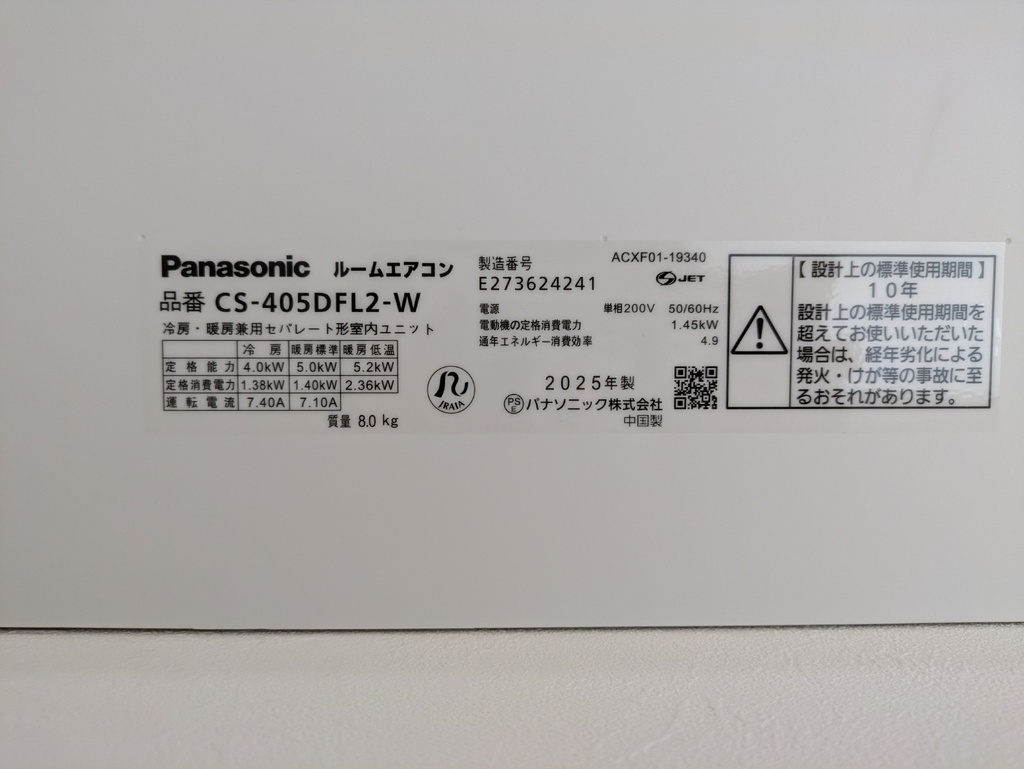 Panasonic ルームエアコン
品番 CS-405DFL2-W
冷房・暖房兼用セパレート形室内ユニット
冷房 暖房標準 暖房低温
定格能力 4.0kW 5.0kW 5.2kW
定格消費電力 1.38kW 1.40kW 2.36kW
運転電流 7.40A 7.10A
質量 8.0 kg
JRAIA
製造番号 ACXF01-19340
E273624241 JET
電源 単相200V 50/60Hz
電動機の定格消費電力 1.45kW
通年エネルギー消費効率 4.9
2025年製
PSE パナソニック株式会社
中国製
【設計上の標準使用期間】
10年
設計上の標準使用期間を
超えてお使いいただいた
場合は、経年劣化による
発火・けが等の事故に至
るおそれがあります。